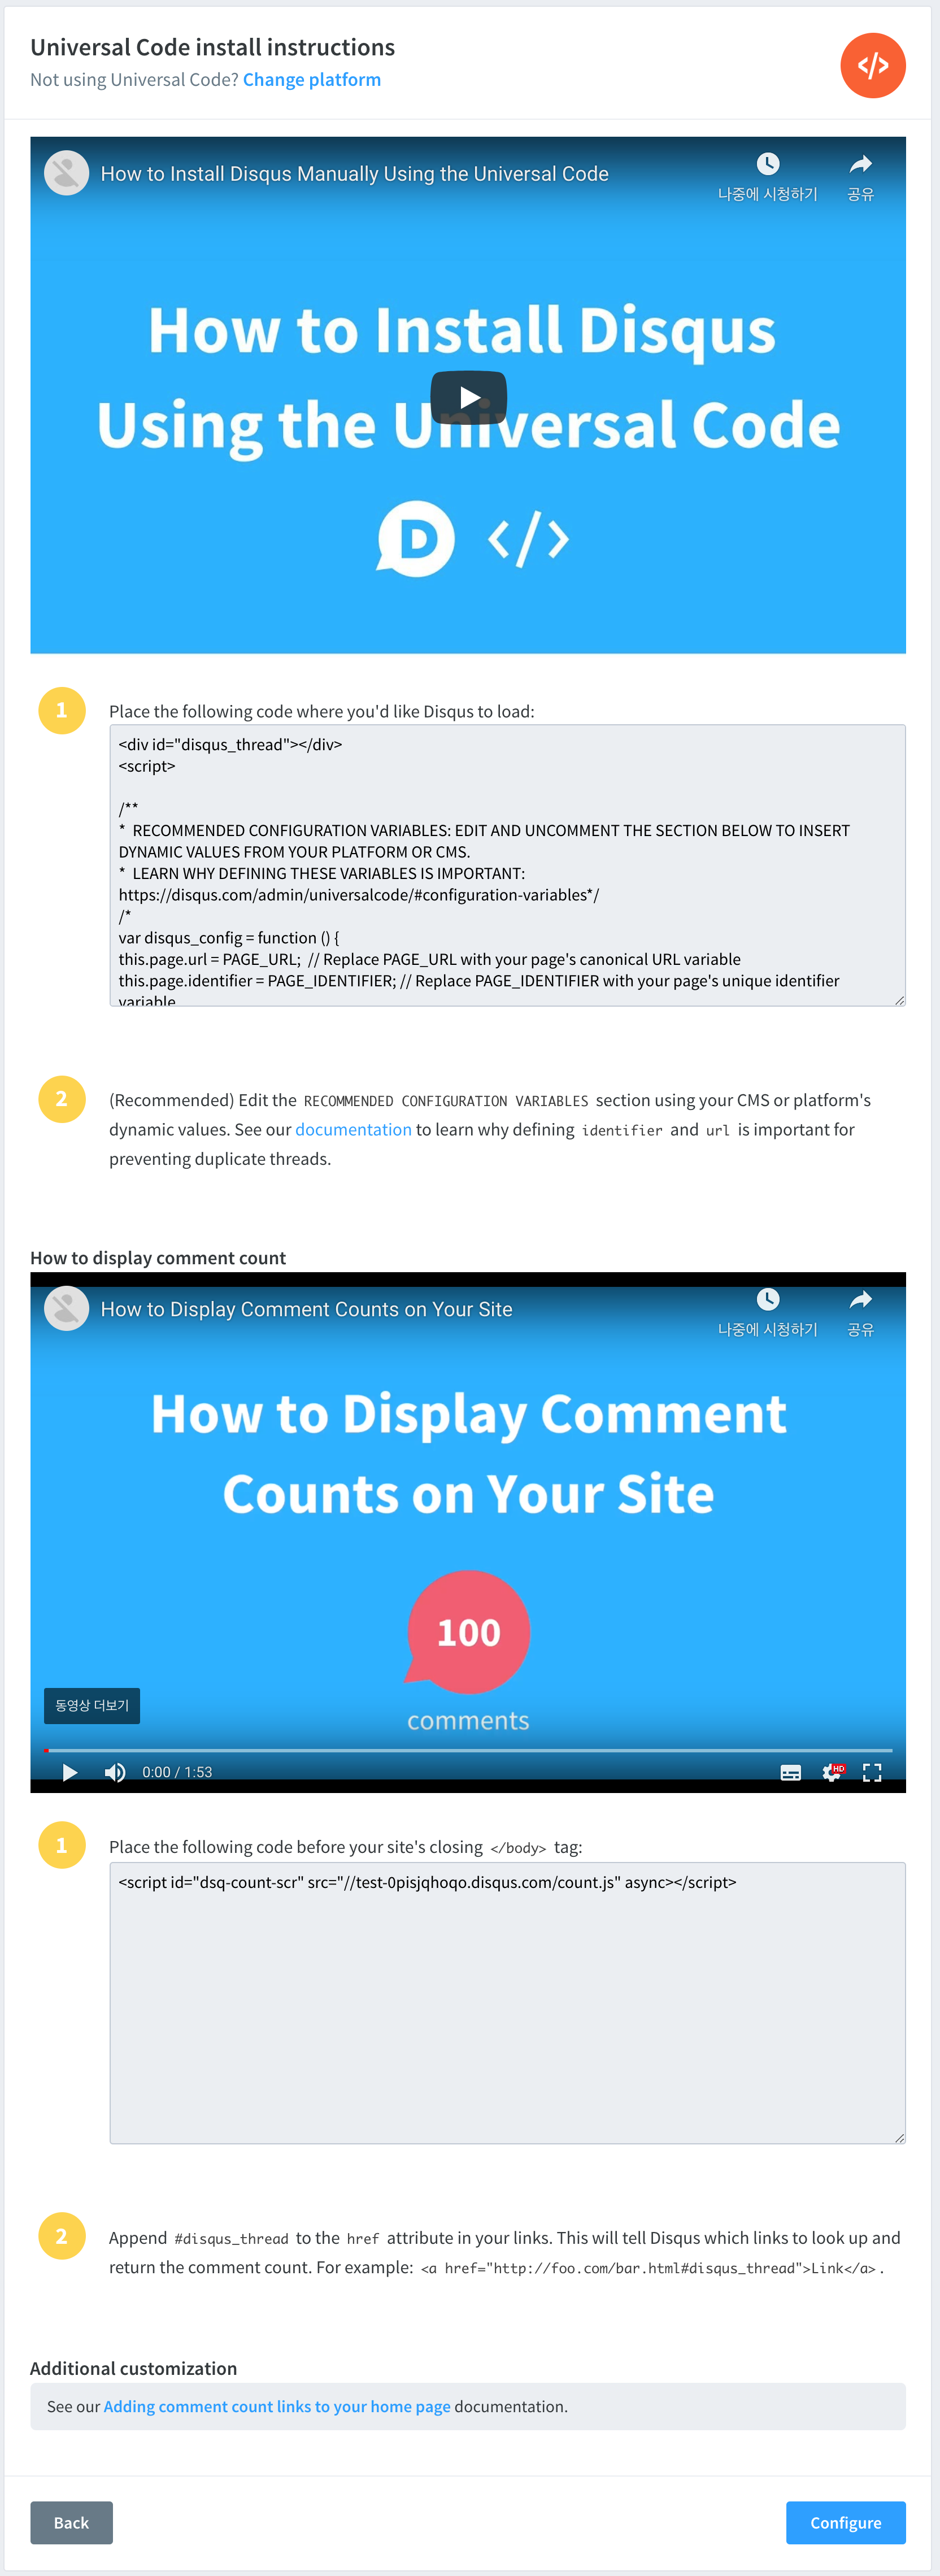 Universal Code install instructions
Not using Universal Code? Change platform
</>
How to Install Disqus Manually Using the Universal Code
나중에 시청하기
공유
How to Install Disqus
Using the Universal Code
D </>
1
Place the following code where you'd like Disqus to load:
<div id="disqus_thread"></div>
<script>
/**
*  RECOMMENDED CONFIGURATION VARIABLES: EDIT AND UNCOMMENT THE SECTION BELOW TO INSERT
DYNAMIC VALUES FROM YOUR PLATFORM OR CMS.
*  LEARN WHY DEFINING THESE VARIABLES IS IMPORTANT:
https://disqus.com/admin/universalcode/#configuration-variables*/
/*
var disqus_config = function () {
this.page.url = PAGE_URL;  // Replace PAGE_URL with your page's canonical URL variable
this.page.identifier = PAGE_IDENTIFIER; // Replace PAGE_IDENTIFIER with your page's unique identifier
variable
2
(Recommended) Edit the RECOMMENDED CONFIGURATION VARIABLES section using your CMS or platform's
dynamic values. See our documentation to learn why defining identifier and url is important for
preventing duplicate threads.
How to display comment count
How to Display Comment Counts on Your Site
나중에 시청하기
공유
How to Display Comment
Counts on Your Site
100
comments
동영상 더보기
0:00 / 1:53
HD
1
Place the following code before your site's closing </body> tag:
<script id="dsq-count-scr" src="//test-0pisjqhoqo.disqus.com/count.js" async></script>
2
Append #disqus_thread to the href attribute in your links. This will tell Disqus which links to look up and
return the comment count. For example: <a href="http://foo.com/bar.html#disqus_thread">Link</a>.
Additional customization
See our Adding comment count links to your home page documentation.
Back
Configure